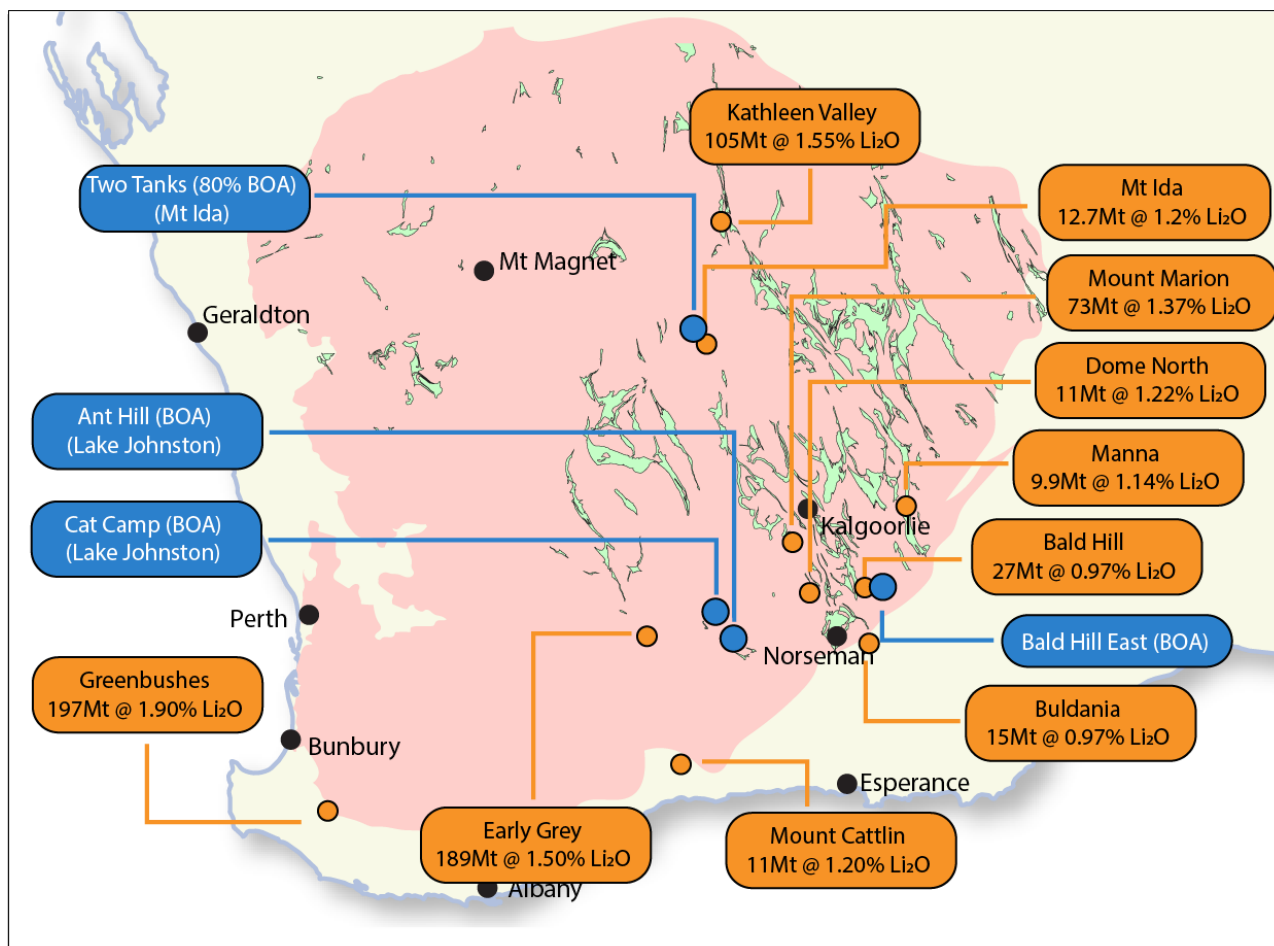 Kathleen Valley
105Mt @ 1.55% Li₂O
Two Tanks (80% BOA)
(Mt Ida)
Mt Ida
12.7Mt @ 1.2% Li₂O
Mt Magnet
Mount Marion
73Mt @ 1.37% Li₂O
Geraldton
Dome North
11Mt @ 1.22% Li₂O
Ant Hill (BOA)
(Lake Johnston)
Manna
9.9Mt @ 1.14% Li₂O
Cat Camp (BOA)
(Lake Johnston)
Kalgoorlie
Bald Hill
27Mt @ 0.97% Li₂O
Perth
Norseman
Bald Hill East (BOA)
Greenbushes
197Mt @ 1.90% Li₂O
Buldania
15Mt @ 0.97% Li₂O
Bunbury
Esperance
Early Grey
189Mt @ 1.50% Li₂O
Mount Cattlin
11Mt @ 1.20% Li₂O
Albany